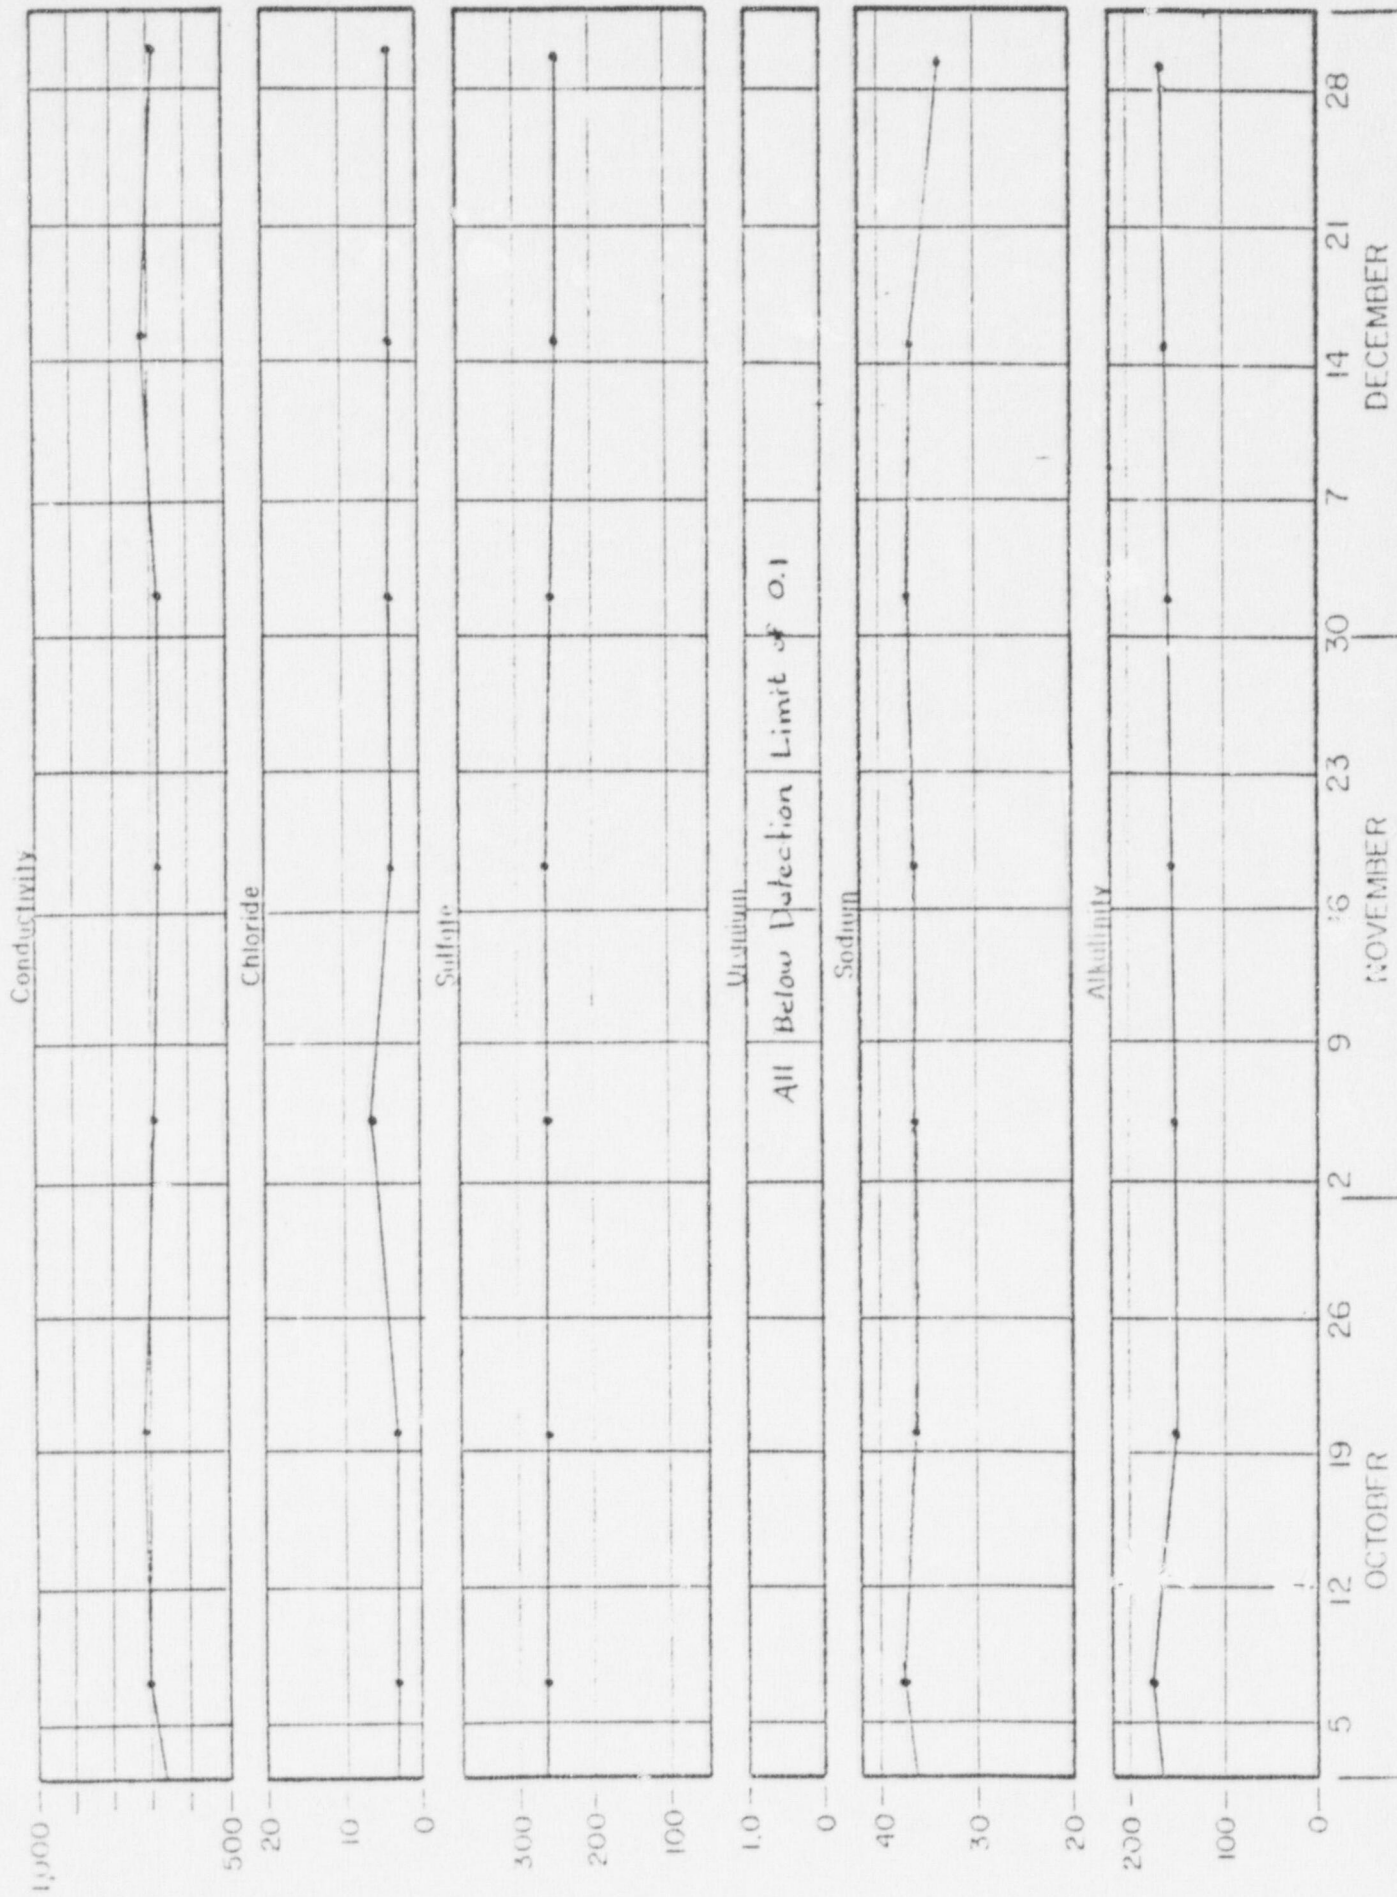 Conductivity
1,000
500
Chloride
20
10
0
Sulfate
300
200
100
Uranium
1.0
0
All Below Detection Limit of 0.1
Sodium
40
30
20
Alkalinity
200
100
0
5 12 19 26 2 9 16 23 30 7 14 21 28
OCTOBER NOVEMBER DECEMBER